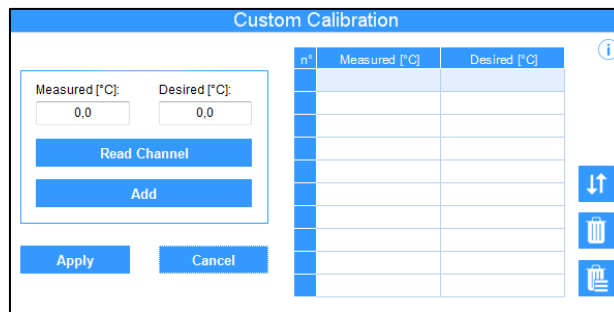 Custom Calibration
Measured [°C]: Desired [°C]:
0,0 0,0
Read Channel
Add
Apply Cancel
n° Measured [°C] Desired [°C]
i